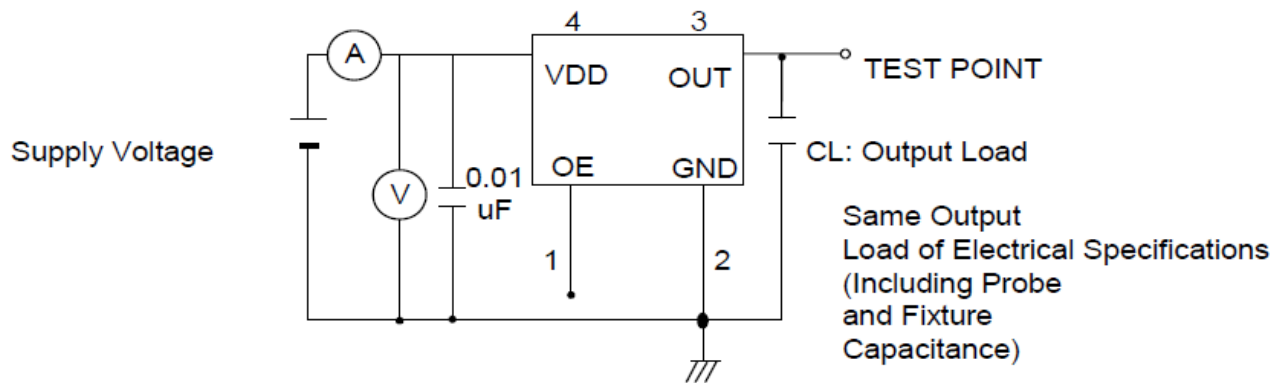 4
3
A
VDD
OUT
TEST POINT
Supply Voltage
CL: Output Load
OE
GND
V
0.01
uF
1
2
Same Output
Load of Electrical Specifications
(Including Probe
and Fixture
Capacitance)